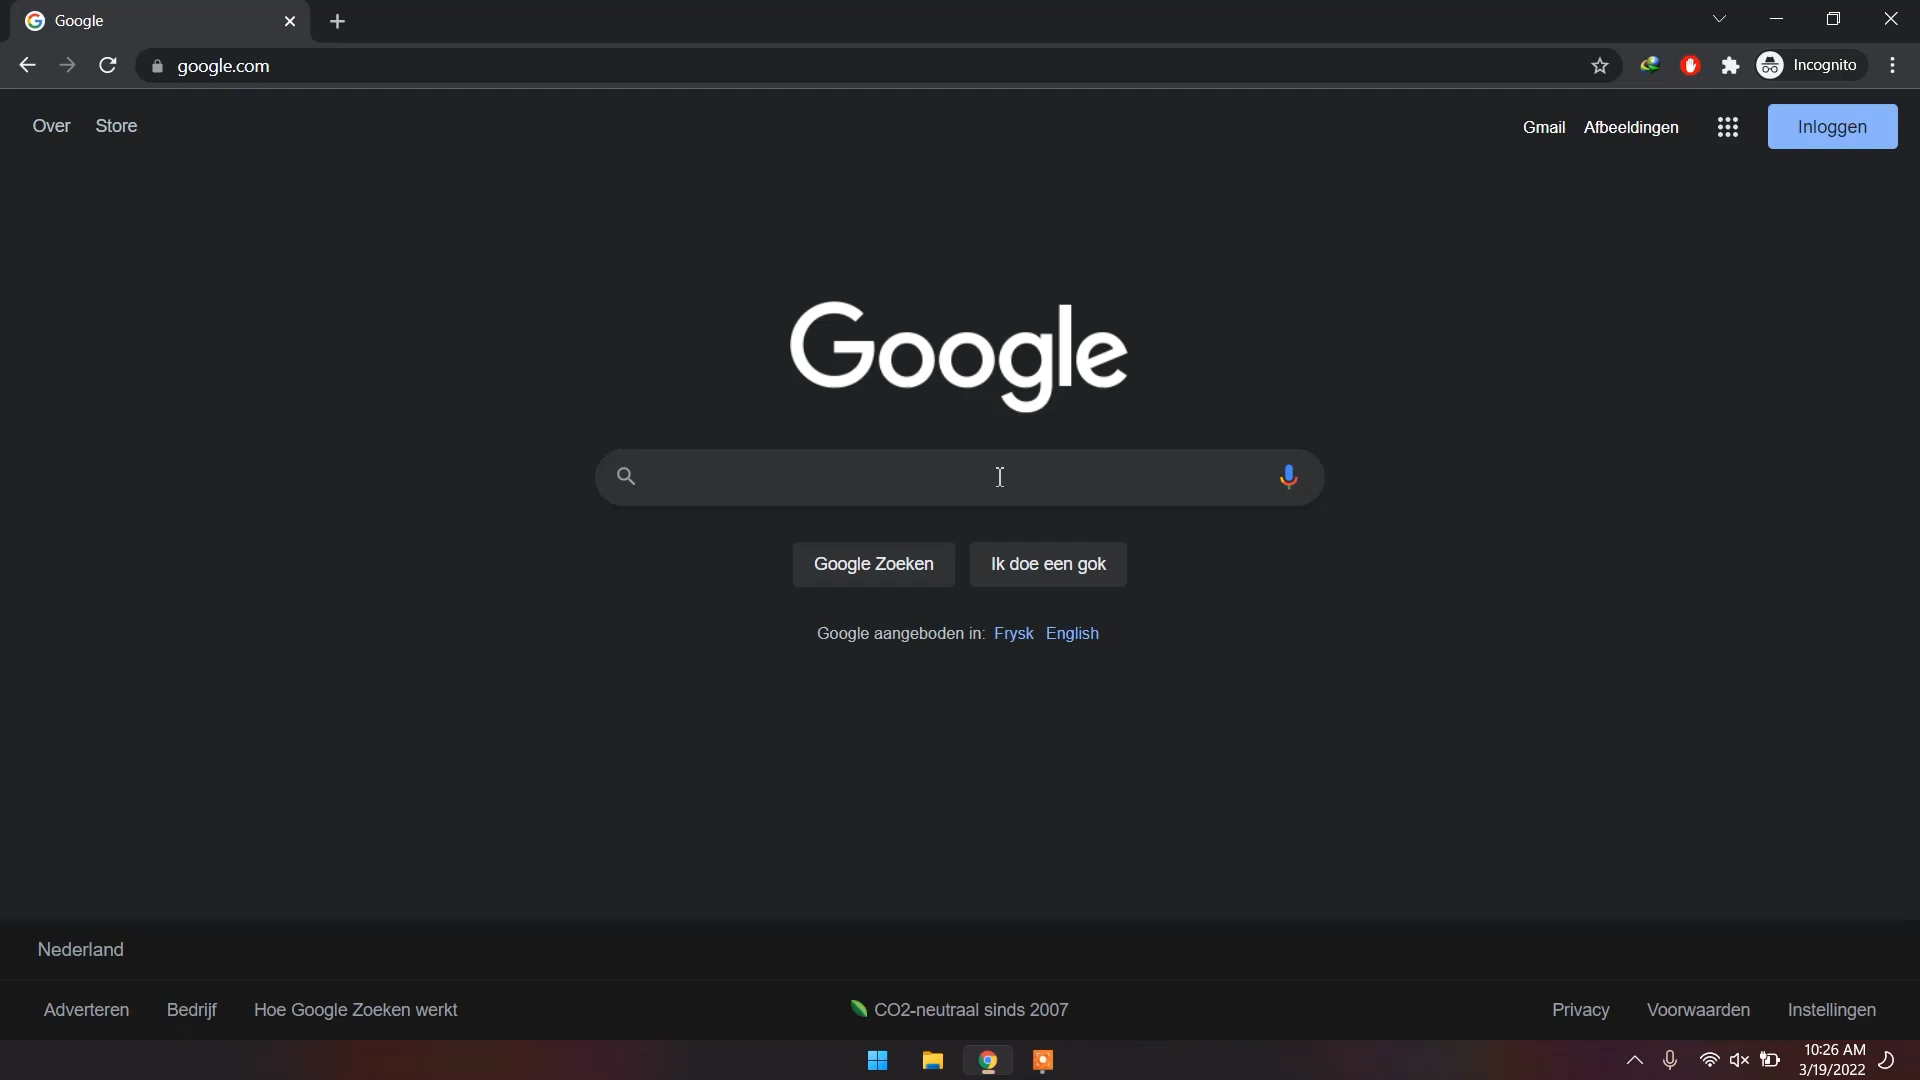 Google
google.com
Incognito
Over Store
Gmail Afbeeldingen Inloggen
Google
Google Zoeken Ik doe een gok
Google aangeboden in: Frysk English
Nederland
Adverteren Bedrijf Hoe Google Zoeken werkt CO2-neutraal sinds 2007 Privacy Voorwaarden Instellingen
10:26 AM
3/19/2022